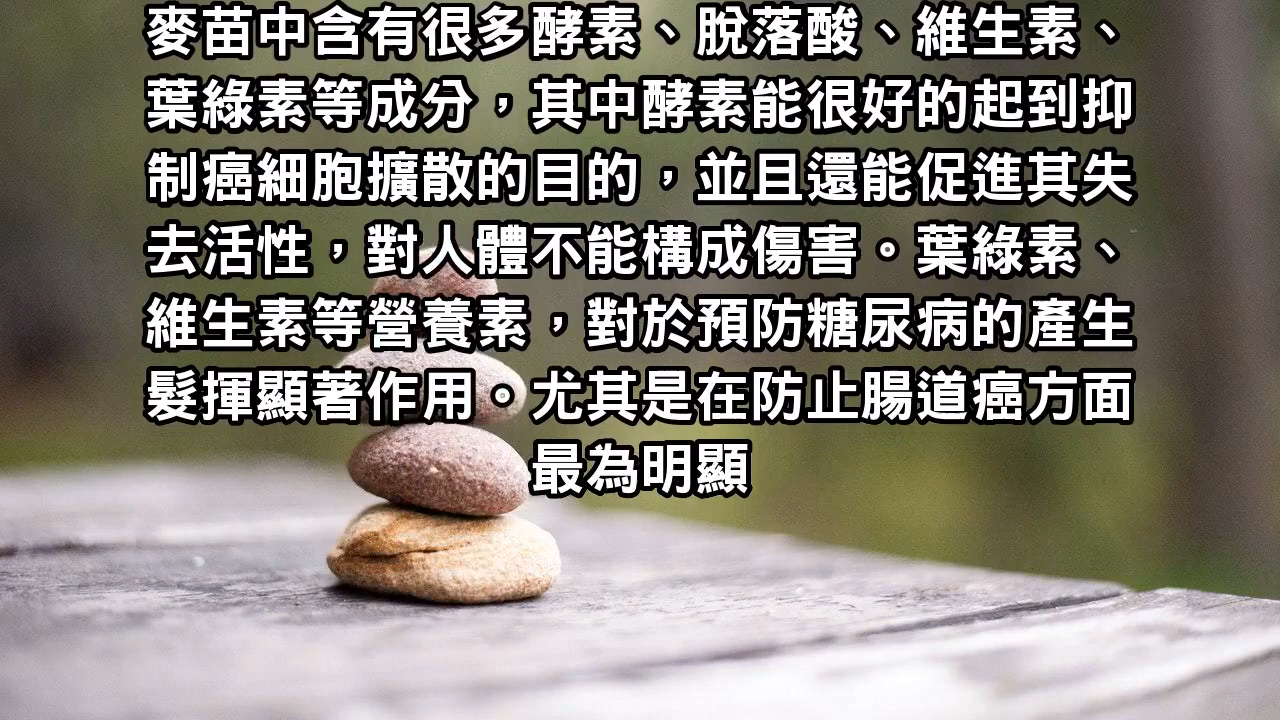 麥苗中含有很多酵素、脫落酸、維生素、
葉綠素等成分，其中酵素能很好的起到抑
制癌細胞擴散的目的，並且還能促進其失
去活性，對人體不能構成傷害。葉綠素、
維生素等營養素，對於預防糖尿病的產生
髮揮顯著作用。尤其是在防止腸道癌方面
最為明顯